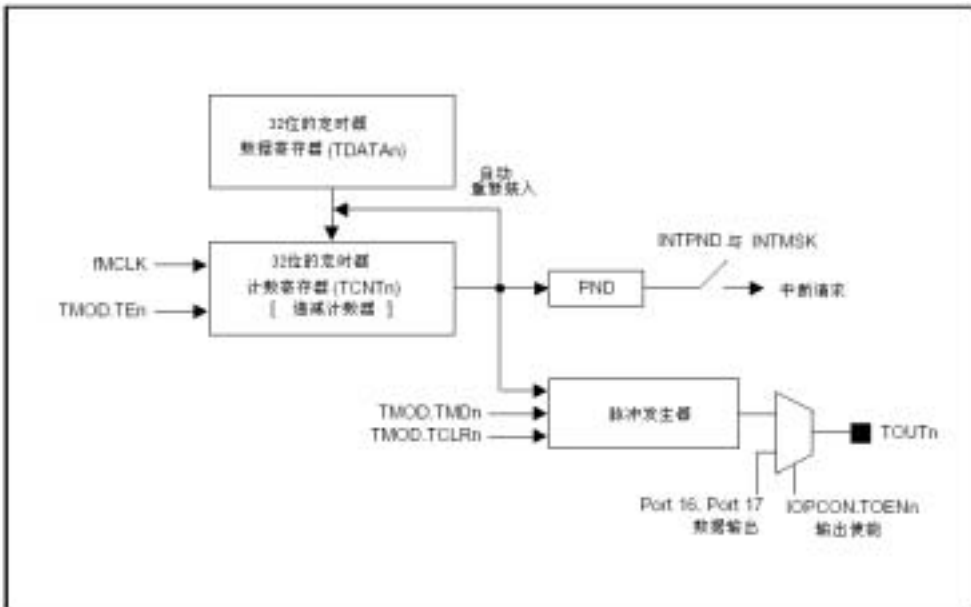 32位的定时器
数据寄存器(TDATAn)
自动
重新装入
fMCLK
TMOD.TEn
32位的定时器
计数寄存器(TCNTn)
[ 递减计数器 ]
INTPND 与 INTMSK
PND
中断请求
TMOD.TMDn
TMOD.TCLRn
脉冲发生器
TOUTn
Port 16, Port 17
数据输出
IOPCON.TOENn
输出使能